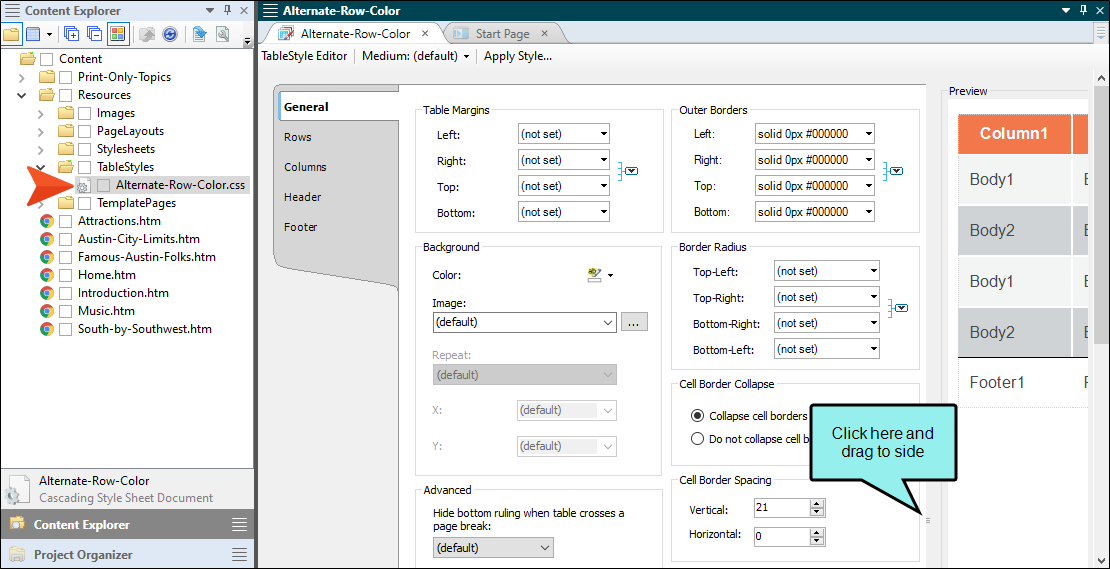 Content Explorer
Content
Print-Only-Topics
Resources
Images
PageLayouts
Stylesheets
TableStyles
Alternate-Row-Color.css
TemplatePages
Attractions.htm
Austin-City-Limits.htm
Famous-Austin-Folks.htm
Home.htm
Introduction.htm
Music.htm
South-by-Southwest.htm
Alternate-Row-Color
Cascading Style Sheet Document
Content Explorer
Project Organizer
Alternate-Row-Color
Alternate-Row-Color
Start Page
TableStyle Editor
Medium: (default)
Apply Style...
General
Rows
Columns
Header
Footer
Table Margins
Left: (not set)
Right: (not set)
Top: (not set)
Bottom: (not set)
Background
Color:
Image:
(default)
...
Repeat:
(default)
X: (default)
Y: (default)
Advanced
Hide bottom ruling when table crosses a
page break:
(default)
Outer Borders
Left: solid 0px #000000
Right: solid 0px #000000
Top: solid 0px #000000
Bottom: solid 0px #000000
Border Radius
Top-Left: (not set)
Top-Right: (not set)
Bottom-Right: (not set)
Bottom-Left: (not set)
Cell Border Collapse
Collapse cell borders
Do not collapse cell b
Cell Border Spacing
Vertical: 21
Horizontal: 0
Click here and
drag to side
Preview
Column1
Body1
Body2
Body1
Body2
Footer1